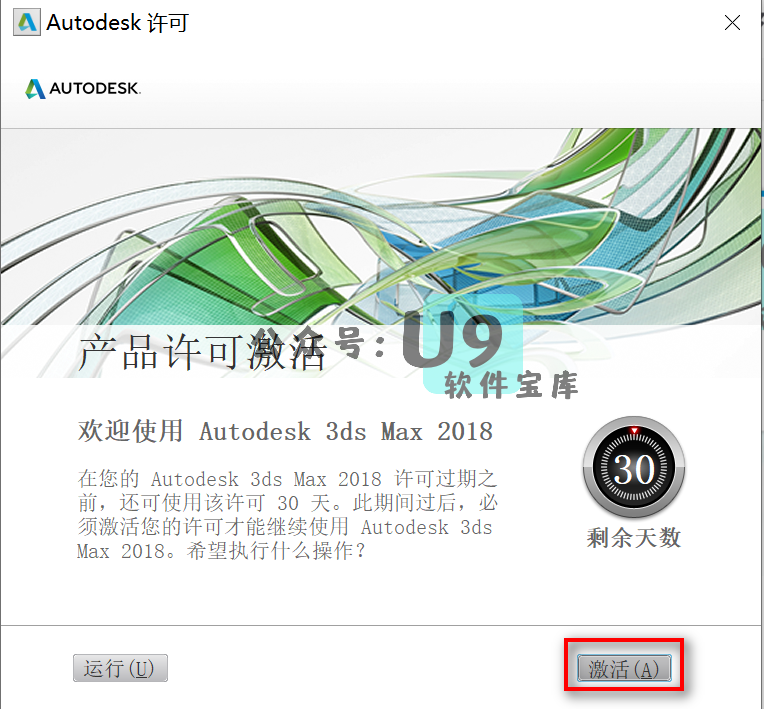 Autodesk 许可
AUTODESK.
产品许可激活
公众号：U9
软件宝库
欢迎使用 Autodesk 3ds Max 2018
在您的 Autodesk 3ds Max 2018 许可过期之
前，还可使用该许可 30 天。此期间过后，必
须激活您的许可才能继续使用 Autodesk 3ds
Max 2018。希望执行什么操作？
30
剩余天数
运行(U)
激活(A)